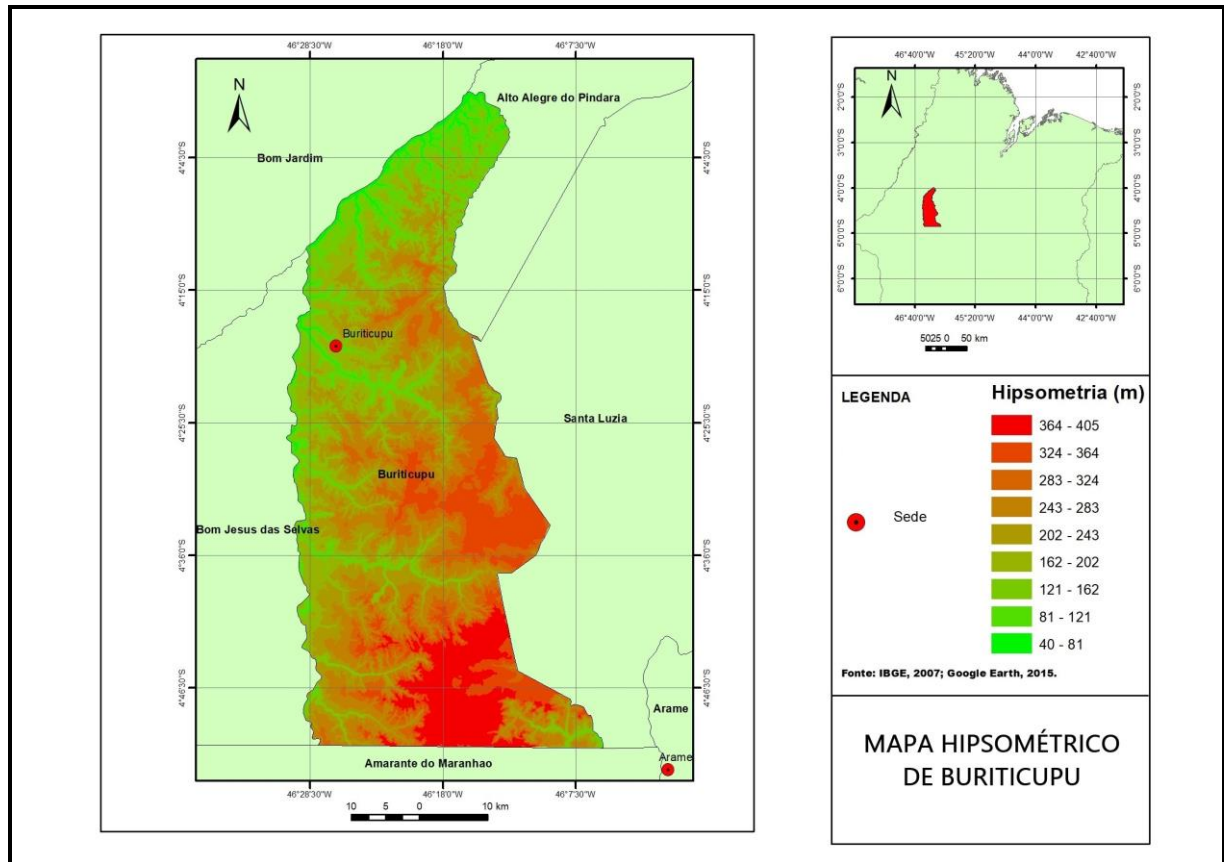 46°28'30"W 46°18'0"W 46°7'30"W
N
Alto Alegre do Pindara
Bom Jardim
4°4'30"S 4°4'30"S
4°15'0"S 4°15'0"S
Buriticupu
4°25'30"S 4°25'30"S
Santa Luzia
Buriticupu
Bom Jesus das Selvas
4°36'0"S 4°36'0"S
4°46'30"S 4°46'30"S
Arame
Arame
Amarante do Maranhao
46°28'30"W 46°18'0"W 46°7'30"W
10 5 0 10 km
46°40'0"W 45°20'0"W 44°0'0"W 42°40'0"W
N
2°0'0"S 2°0'0"S
3°0'0"S 3°0'0"S
4°0'0"S 4°0'0"S
5°0'0"S 5°0'0"S
6°0'0"S 6°0'0"S
46°40'0"W 45°20'0"W 44°0'0"W 42°40'0"W
5025 0 50 km
LEGENDA
Sede
Hipsometria (m)
364 - 405
324 - 364
283 - 324
243 - 283
202 - 243
162 - 202
121 - 162
81 - 121
40 - 81
Fonte: IBGE, 2007; Google Earth, 2015.
MAPA HIPSOMÉTRICO
DE BURITICUPU